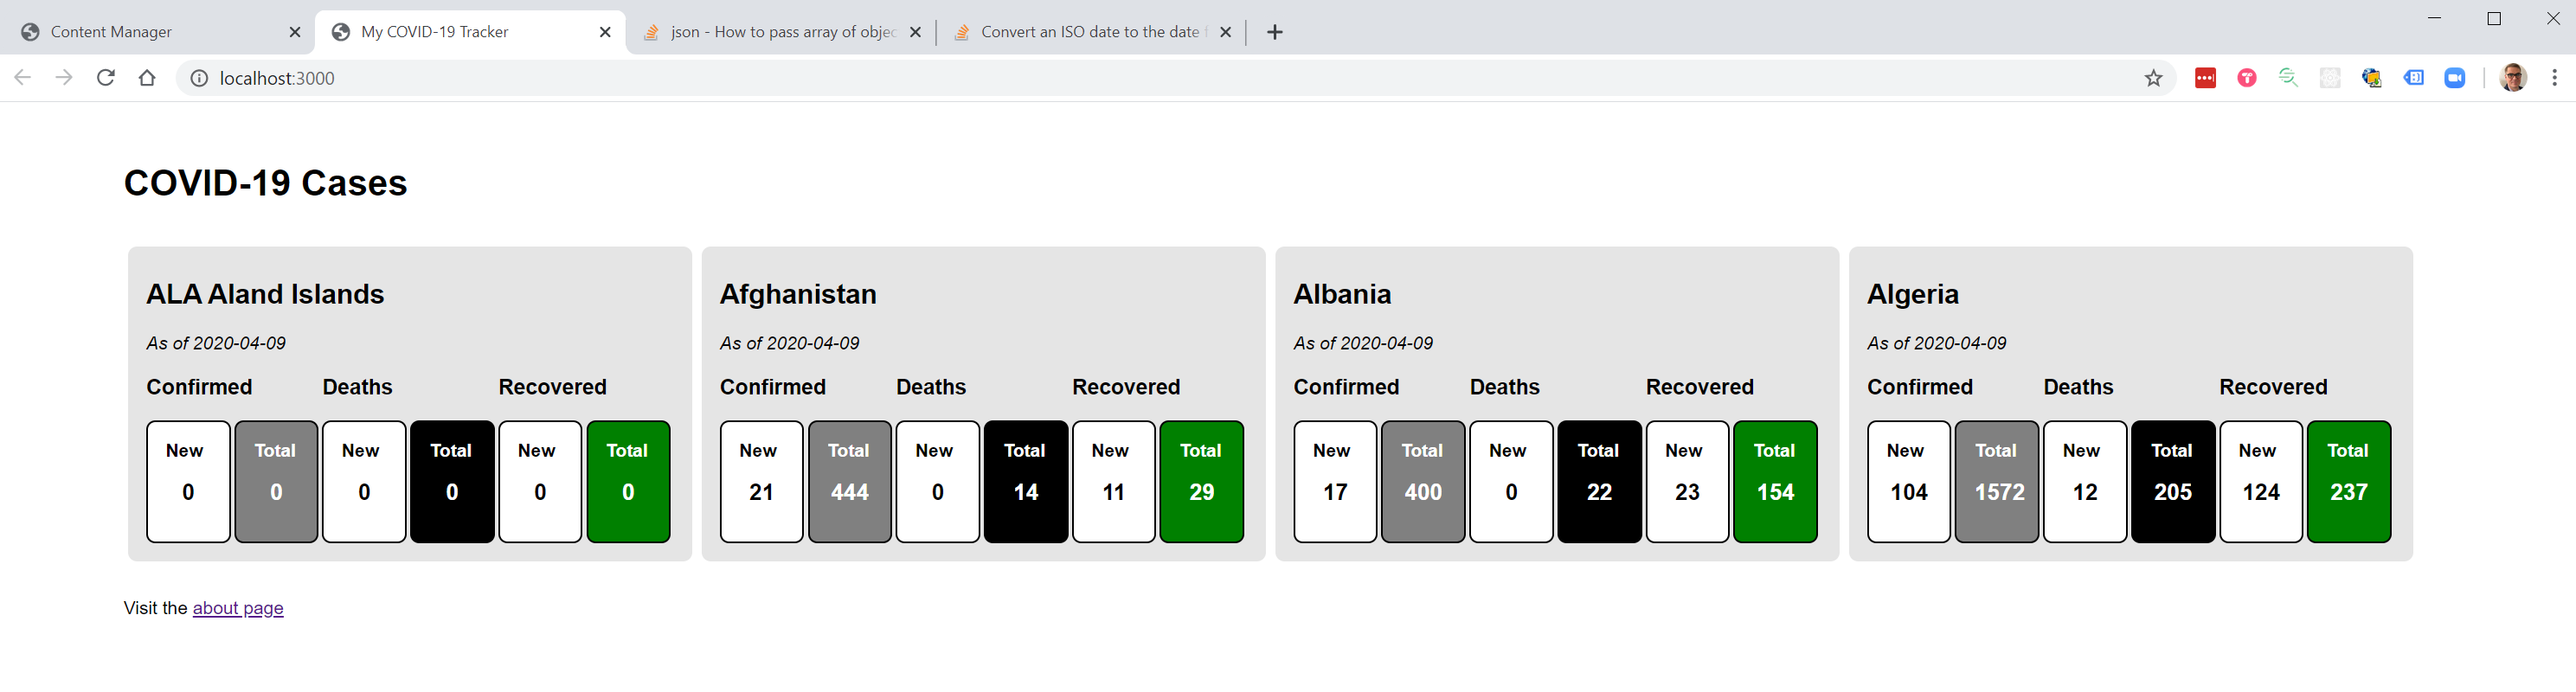 Content Manager
My COVID-19 Tracker
json - How to pass array of objec
Convert an ISO date to the date f
localhost:3000
COVID-19 Cases
ALA Aland Islands
As of 2020-04-09
Confirmed Deaths Recovered
New Total New Total New Total
0 0 0 0 0 0
Afghanistan
As of 2020-04-09
Confirmed Deaths Recovered
New Total New Total New Total
21 444 0 14 11 29
Albania
As of 2020-04-09
Confirmed Deaths Recovered
New Total New Total New Total
17 400 0 22 23 154
Algeria
As of 2020-04-09
Confirmed Deaths Recovered
New Total New Total New Total
104 1572 12 205 124 237
Visit the about page